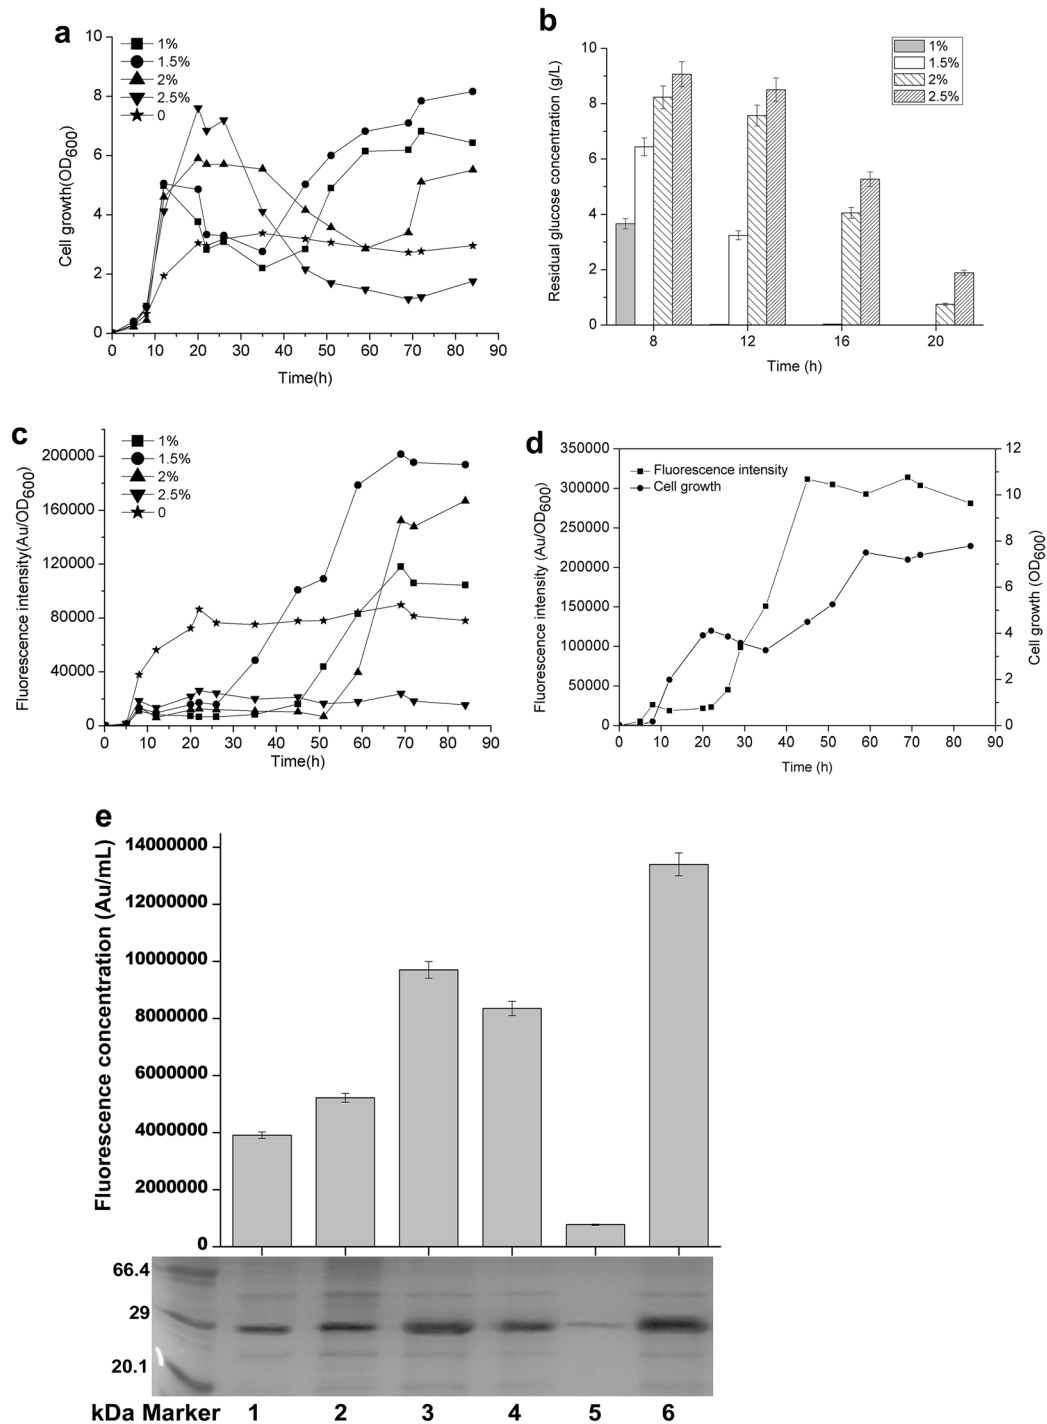 a
10
8
6
4
2
0
Cell growth(OD600)
1%
1.5%
2%
2.5%
0
0 10 20 30 40 50 60 70 80 90
Time(h)
b
10
8
6
4
2
0
Residual glucose concentration (g/L)
1%
1.5%
2%
2.5%
8 12 16 20
Time (h)
c
200000
160000
120000
80000
40000
0
Fluorescence intensity(Au/OD600)
1%
1.5%
2%
2.5%
0
0 10 20 30 40 50 60 70 80 90
Time(h)
d
350000
300000
250000
200000
150000
100000
50000
0
Fluorescence intensity (Au/OD600)
Fluorescence intensity
Cell growth
12
10
8
6
4
2
0
Cell growth (OD600)
0 10 20 30 40 50 60 70 80 90
Time (h)
e
14000000
12000000
10000000
8000000
6000000
4000000
2000000
0
Fluorescence concentration (Au/mL)
66.4
29
20.1
kDa Marker 1 2 3 4 5 6